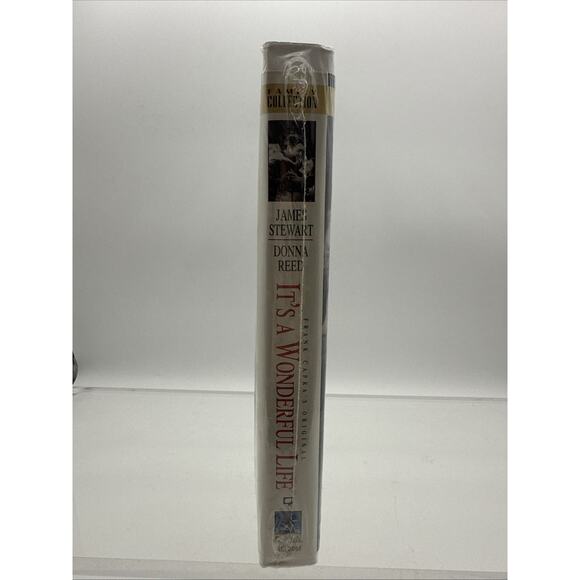 FAMILY
COLLECTION
JAMES
STEWART
DONNA
REED
FRANK CAPRA'S ORIGINAL
IT'S A WONDERFUL LIFE